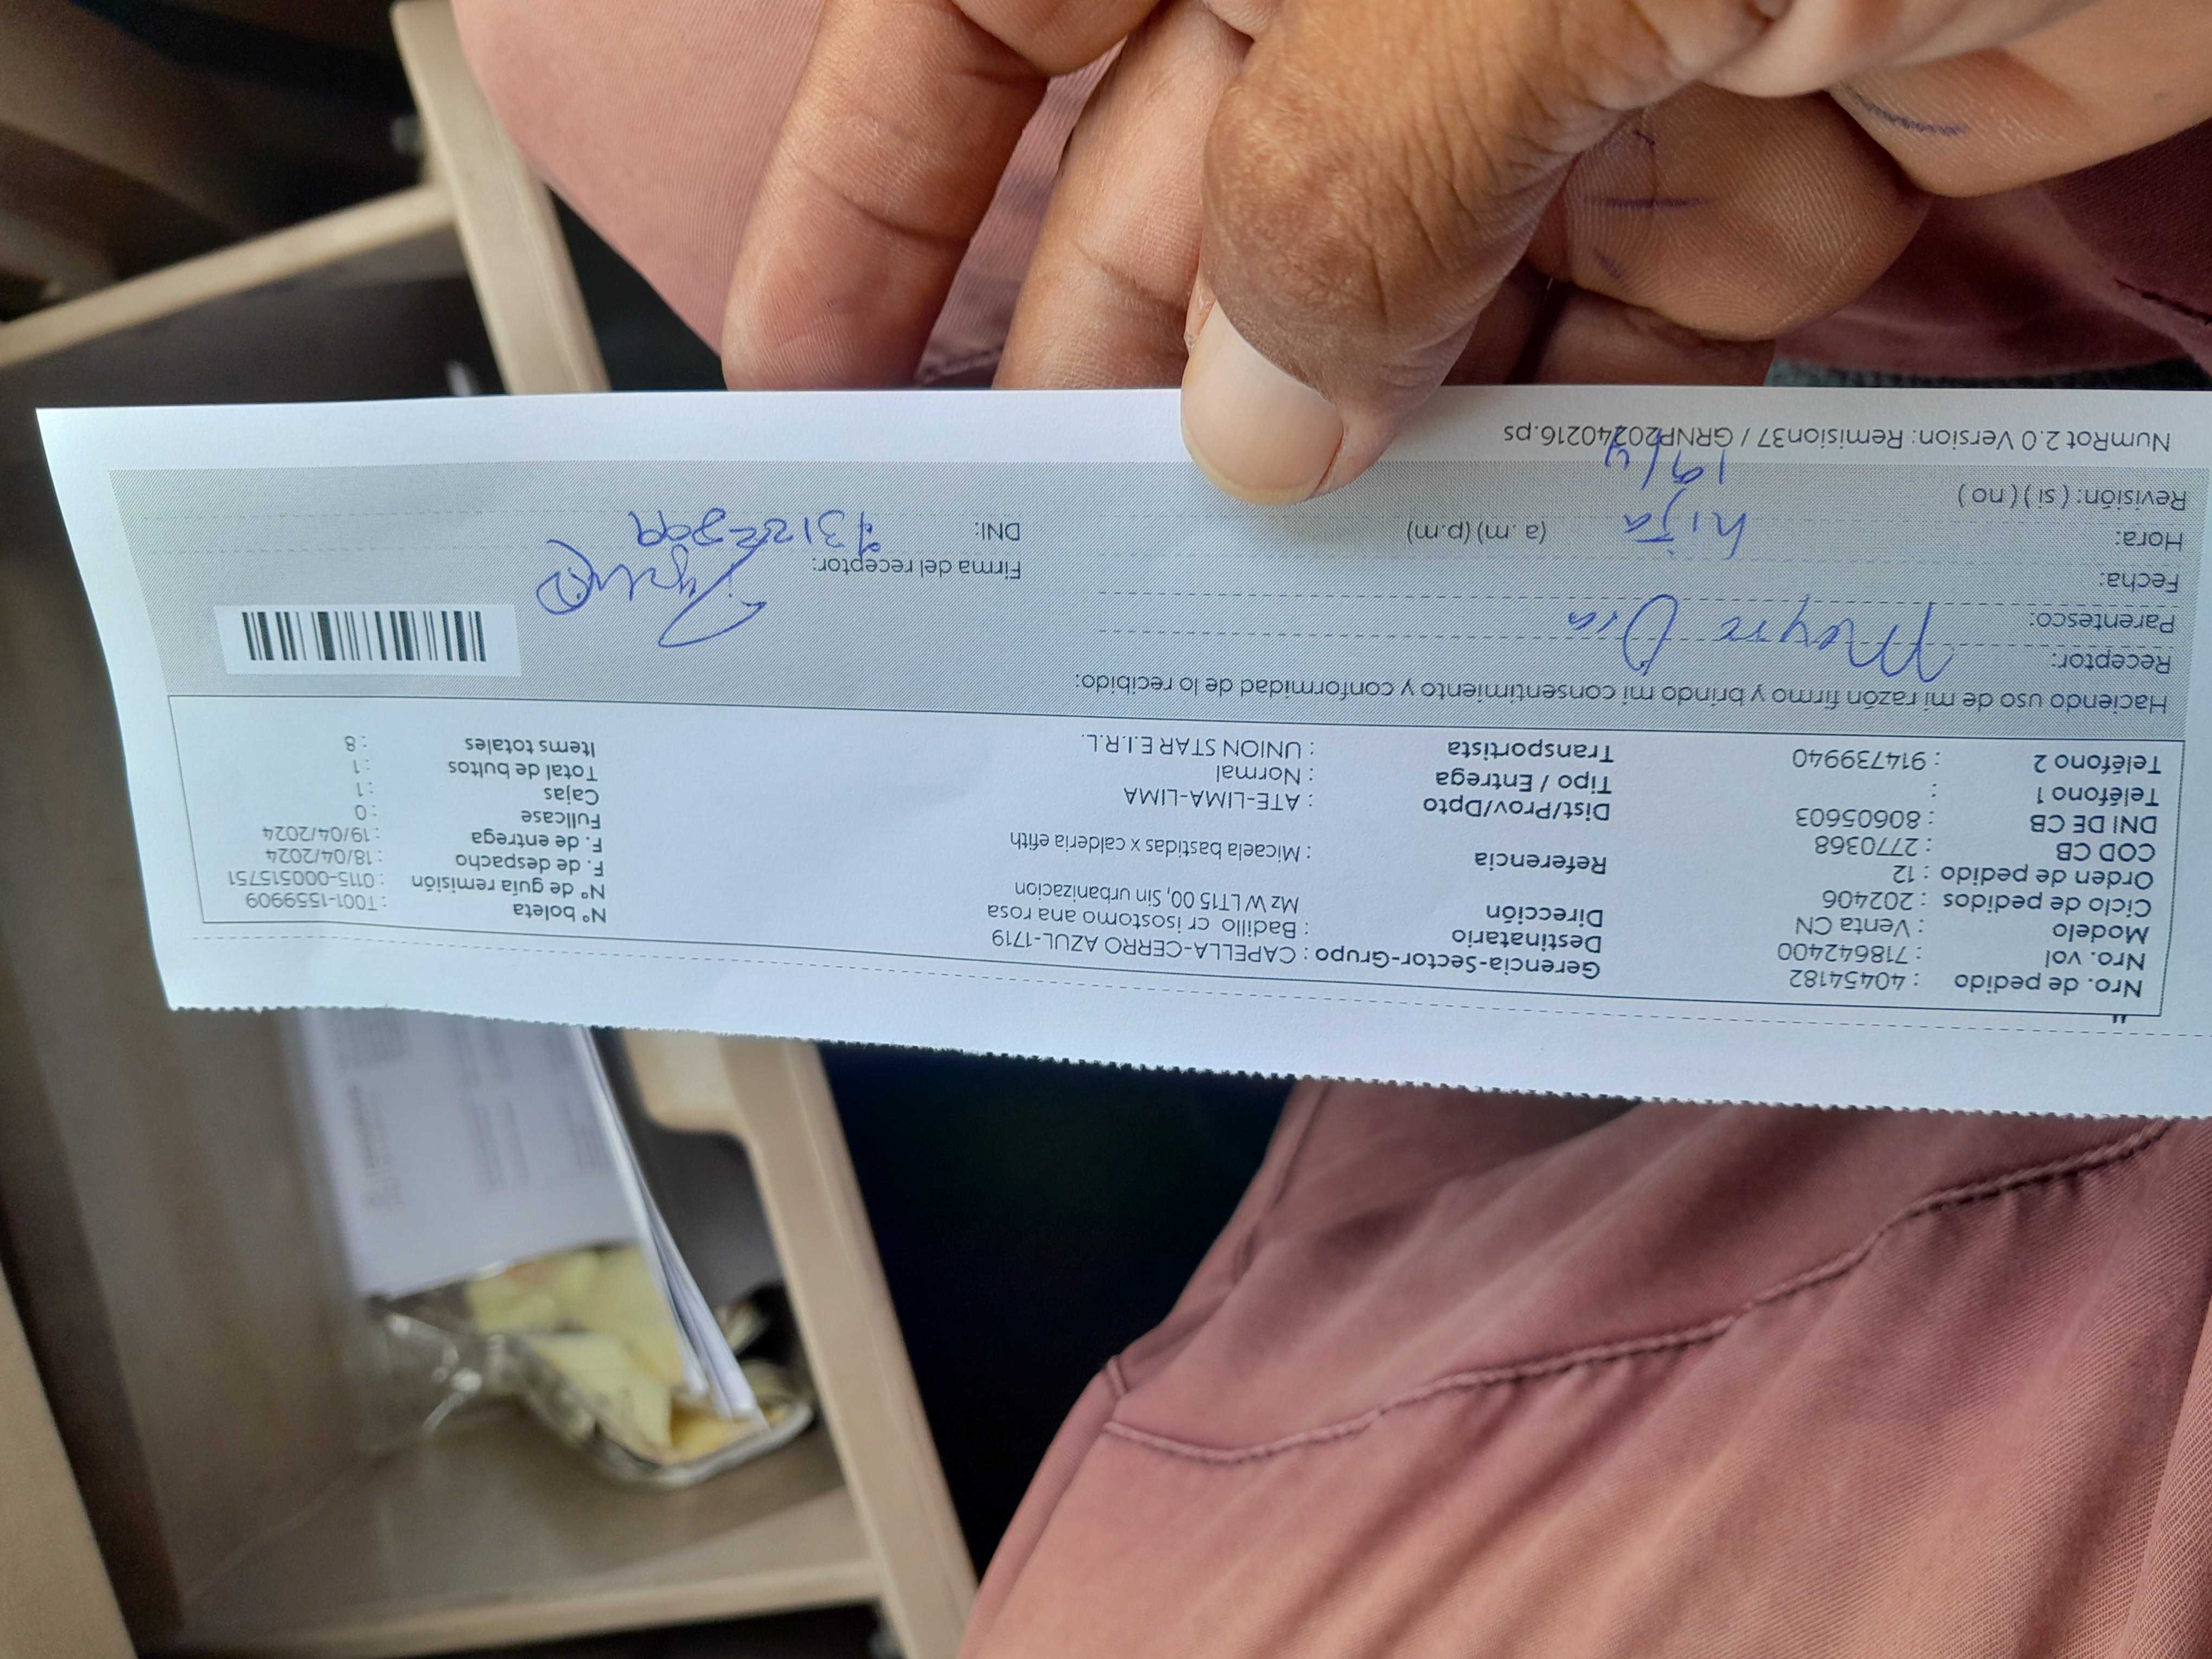 Nro. de pedido : 40454182
Nro. vol : 718642400
Modelo : Venta CN
Ciclo de pedidos : 202406
Orden de pedido : 12
COD CB : 2770368
DNI DE CB : 80605603
Teléfono 1 :
Teléfono 2 : 914739940
Gerencia-Sector-Grupo : CAPELLA-CERRO AZUL-1719
Destinatario : Badillo crisostomo ana rosa
Dirección Mz W LT15 00, Sin urbanizacion
Referencia : Micaela bastidas x calderia efith
Dist/Prov/Dpto : ATE-LIMA-LIMA
Tipo / Entrega : Normal
Transportista : UNION STAR E.I.R.L.
N° boleta : T001-1559909
N° de guía remisión : 0115-000515751
F. de despacho : 18/04/2024
F. de entrega : 19/04/2024
Fullcase : 0
Cajas : 1
Total de bultos : 1
Items totales : 8
Haciendo uso de mi razón firmo y brindo mi consentimiento y conformidad de lo recibido:
Receptor:
Parentesco:
Fecha:
Hora: hija (a. m) (p.m)
Revisión: ( si ) ( no ) 19/4
Firma del receptor:
DNI:
NumRot 2.0 Version: Remision37 / GRNP20240216.ps